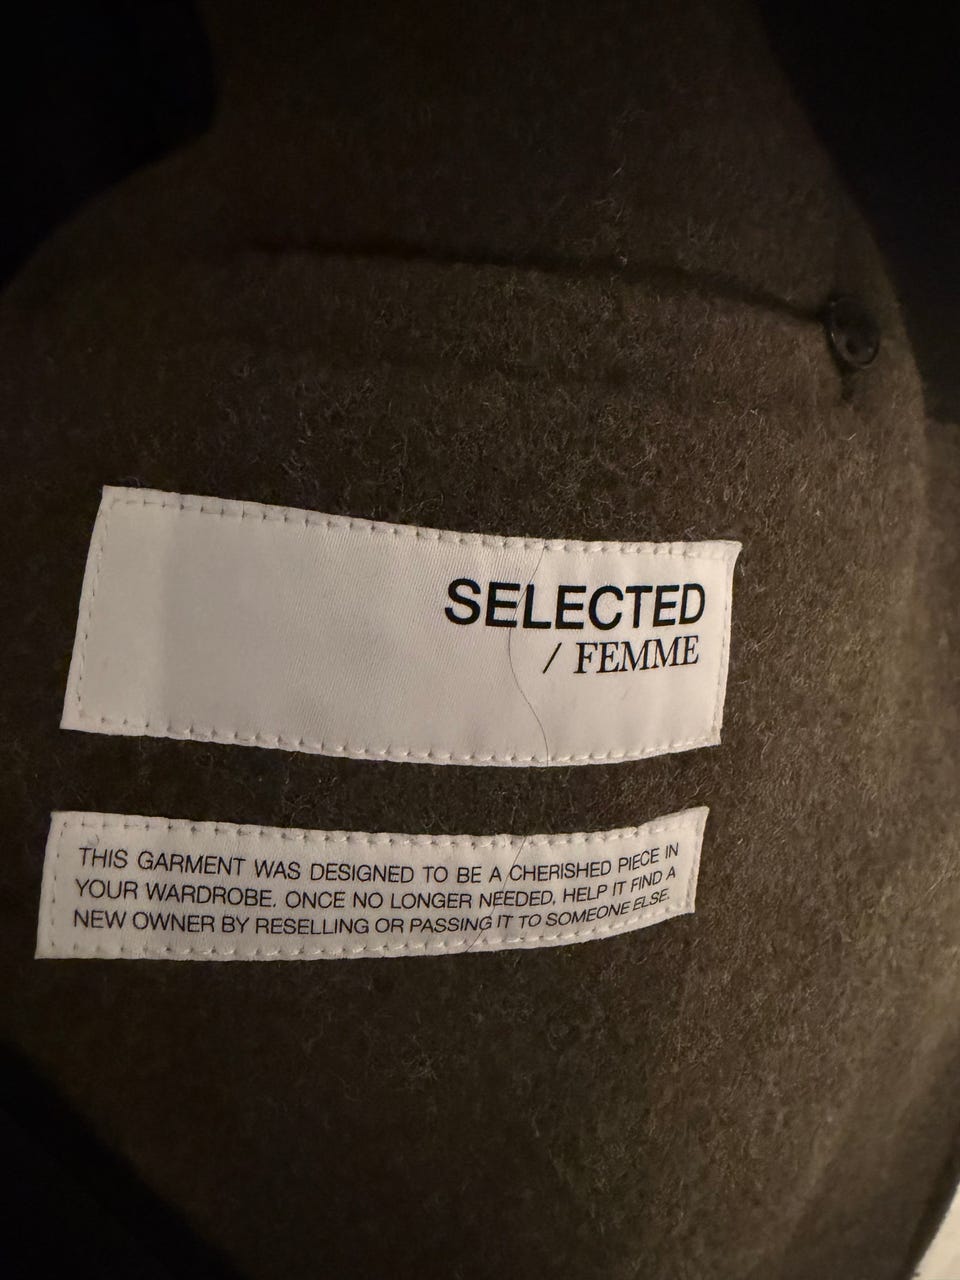 SELECTED
/ FEMME
THIS GARMENT WAS DESIGNED TO BE A CHERISHED PIECE IN
YOUR WARDROBE. ONCE NO LONGER NEEDED, HELP IT FIND A
NEW OWNER BY RESELLING OR PASSING IT TO SOMEONE ELSE.